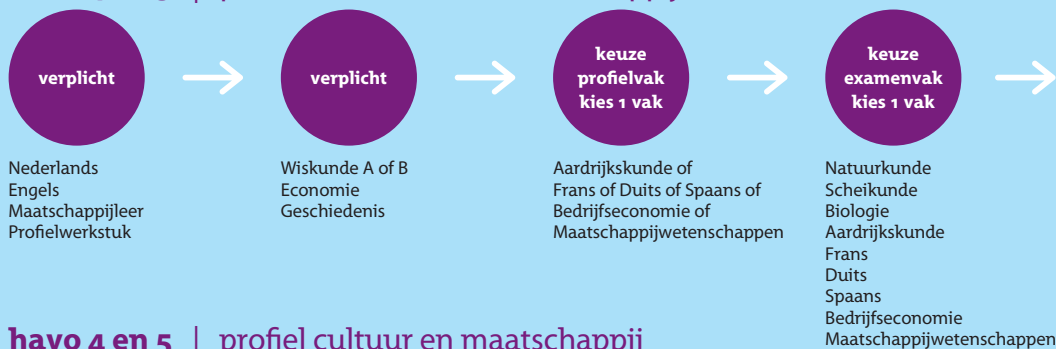 verplicht
Nederlands
Engels
Maatschappijleer
Profielwerkstuk
verplicht
Wiskunde A of B
Economie
Geschiedenis
keuze
profielvak
kies 1 vak
Aardrijkskunde of
Frans of Duits of Spaans of
Bedrijfseconomie of
Maatschappijwetenschappen
keuze
examenvak
kies 1 vak
Natuurkunde
Scheikunde
Biologie
Aardrijkskunde
Frans
Duits
Spaans
Bedrijfseconomie
Maatschappijwetenschappen
havo 4 en 5 | profiel cultuur en maatschappij